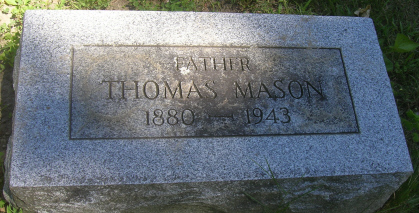 FATHER
THOMAS MASON
1880 - 1943